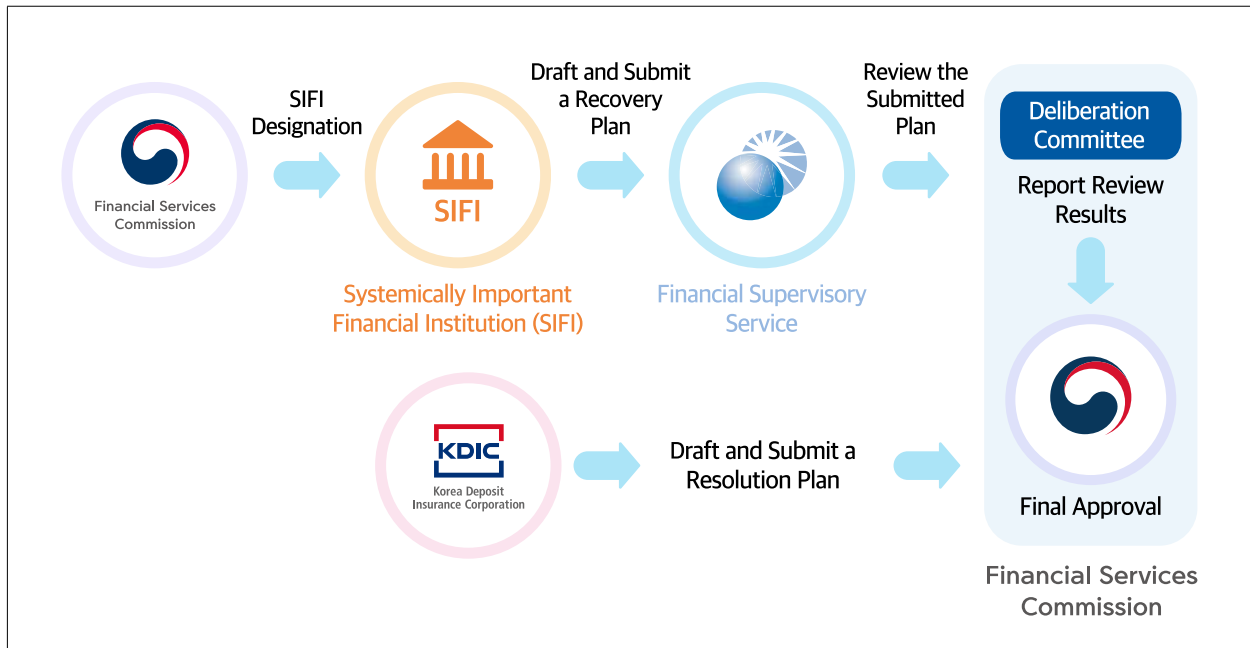 SIFI
Designation
Draft and Submit
a Recovery
Plan
Review the
Submitted
Plan
Financial Services
Commission
SIFI
Systemically Important
Financial Institution (SIFI)
Financial Supervisory
Service
Deliberation
Committee
Report Review
Results
KDIC
Korea Deposit
Insurance Corporation
Draft and Submit a
Resolution Plan
Final Approval
Financial Services
Commission